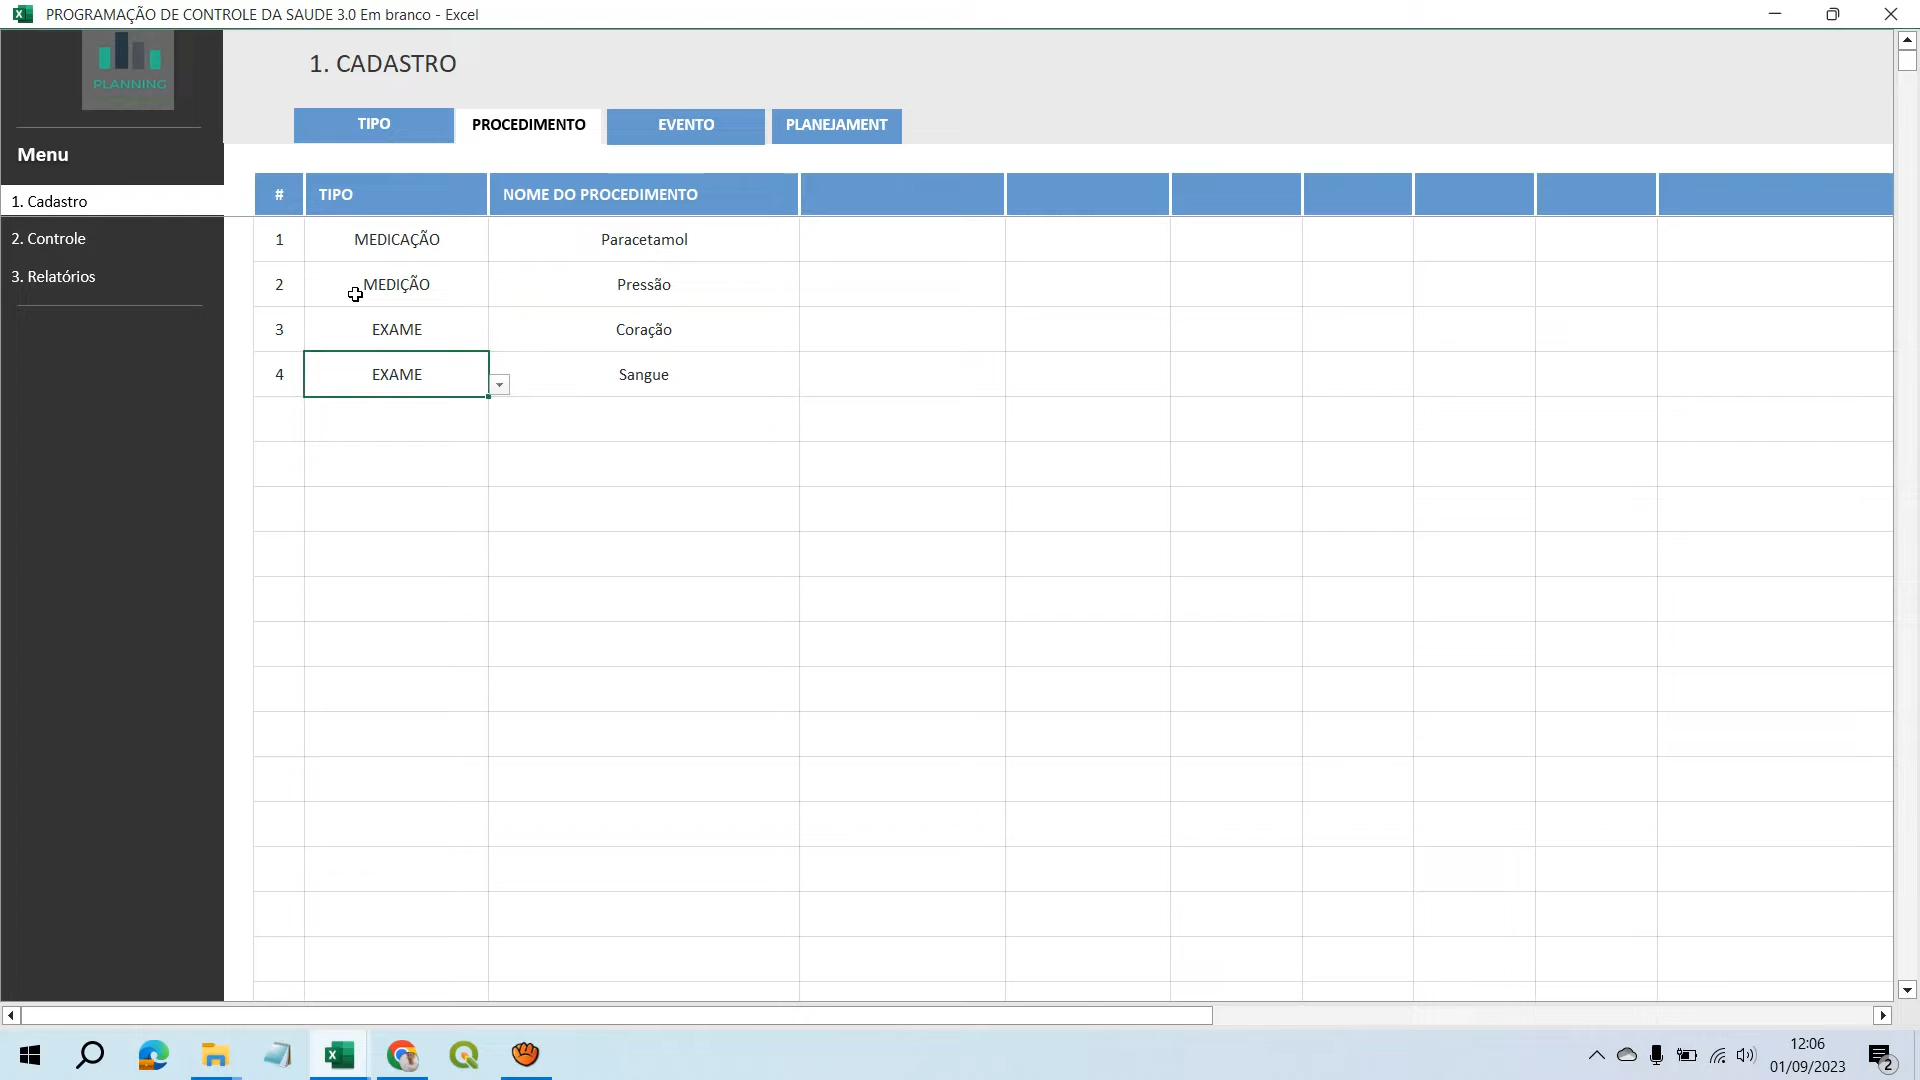 PROGRAMAÇÃO DE CONTROLE DA SAUDE 3.0 Em branco - Excel
PLANNING
1. CADASTRO
TIPO PROCEDIMENTO EVENTO PLANEJAMENT
Menu
1. Cadastro
2. Controle
3. Relatórios
# TIPO NOME DO PROCEDIMENTO
1 MEDICAÇÃO Paracetamol
2 MEDIÇÃO Pressão
3 EXAME Coração
4 EXAME Sangue
12:06
01/09/2023
2